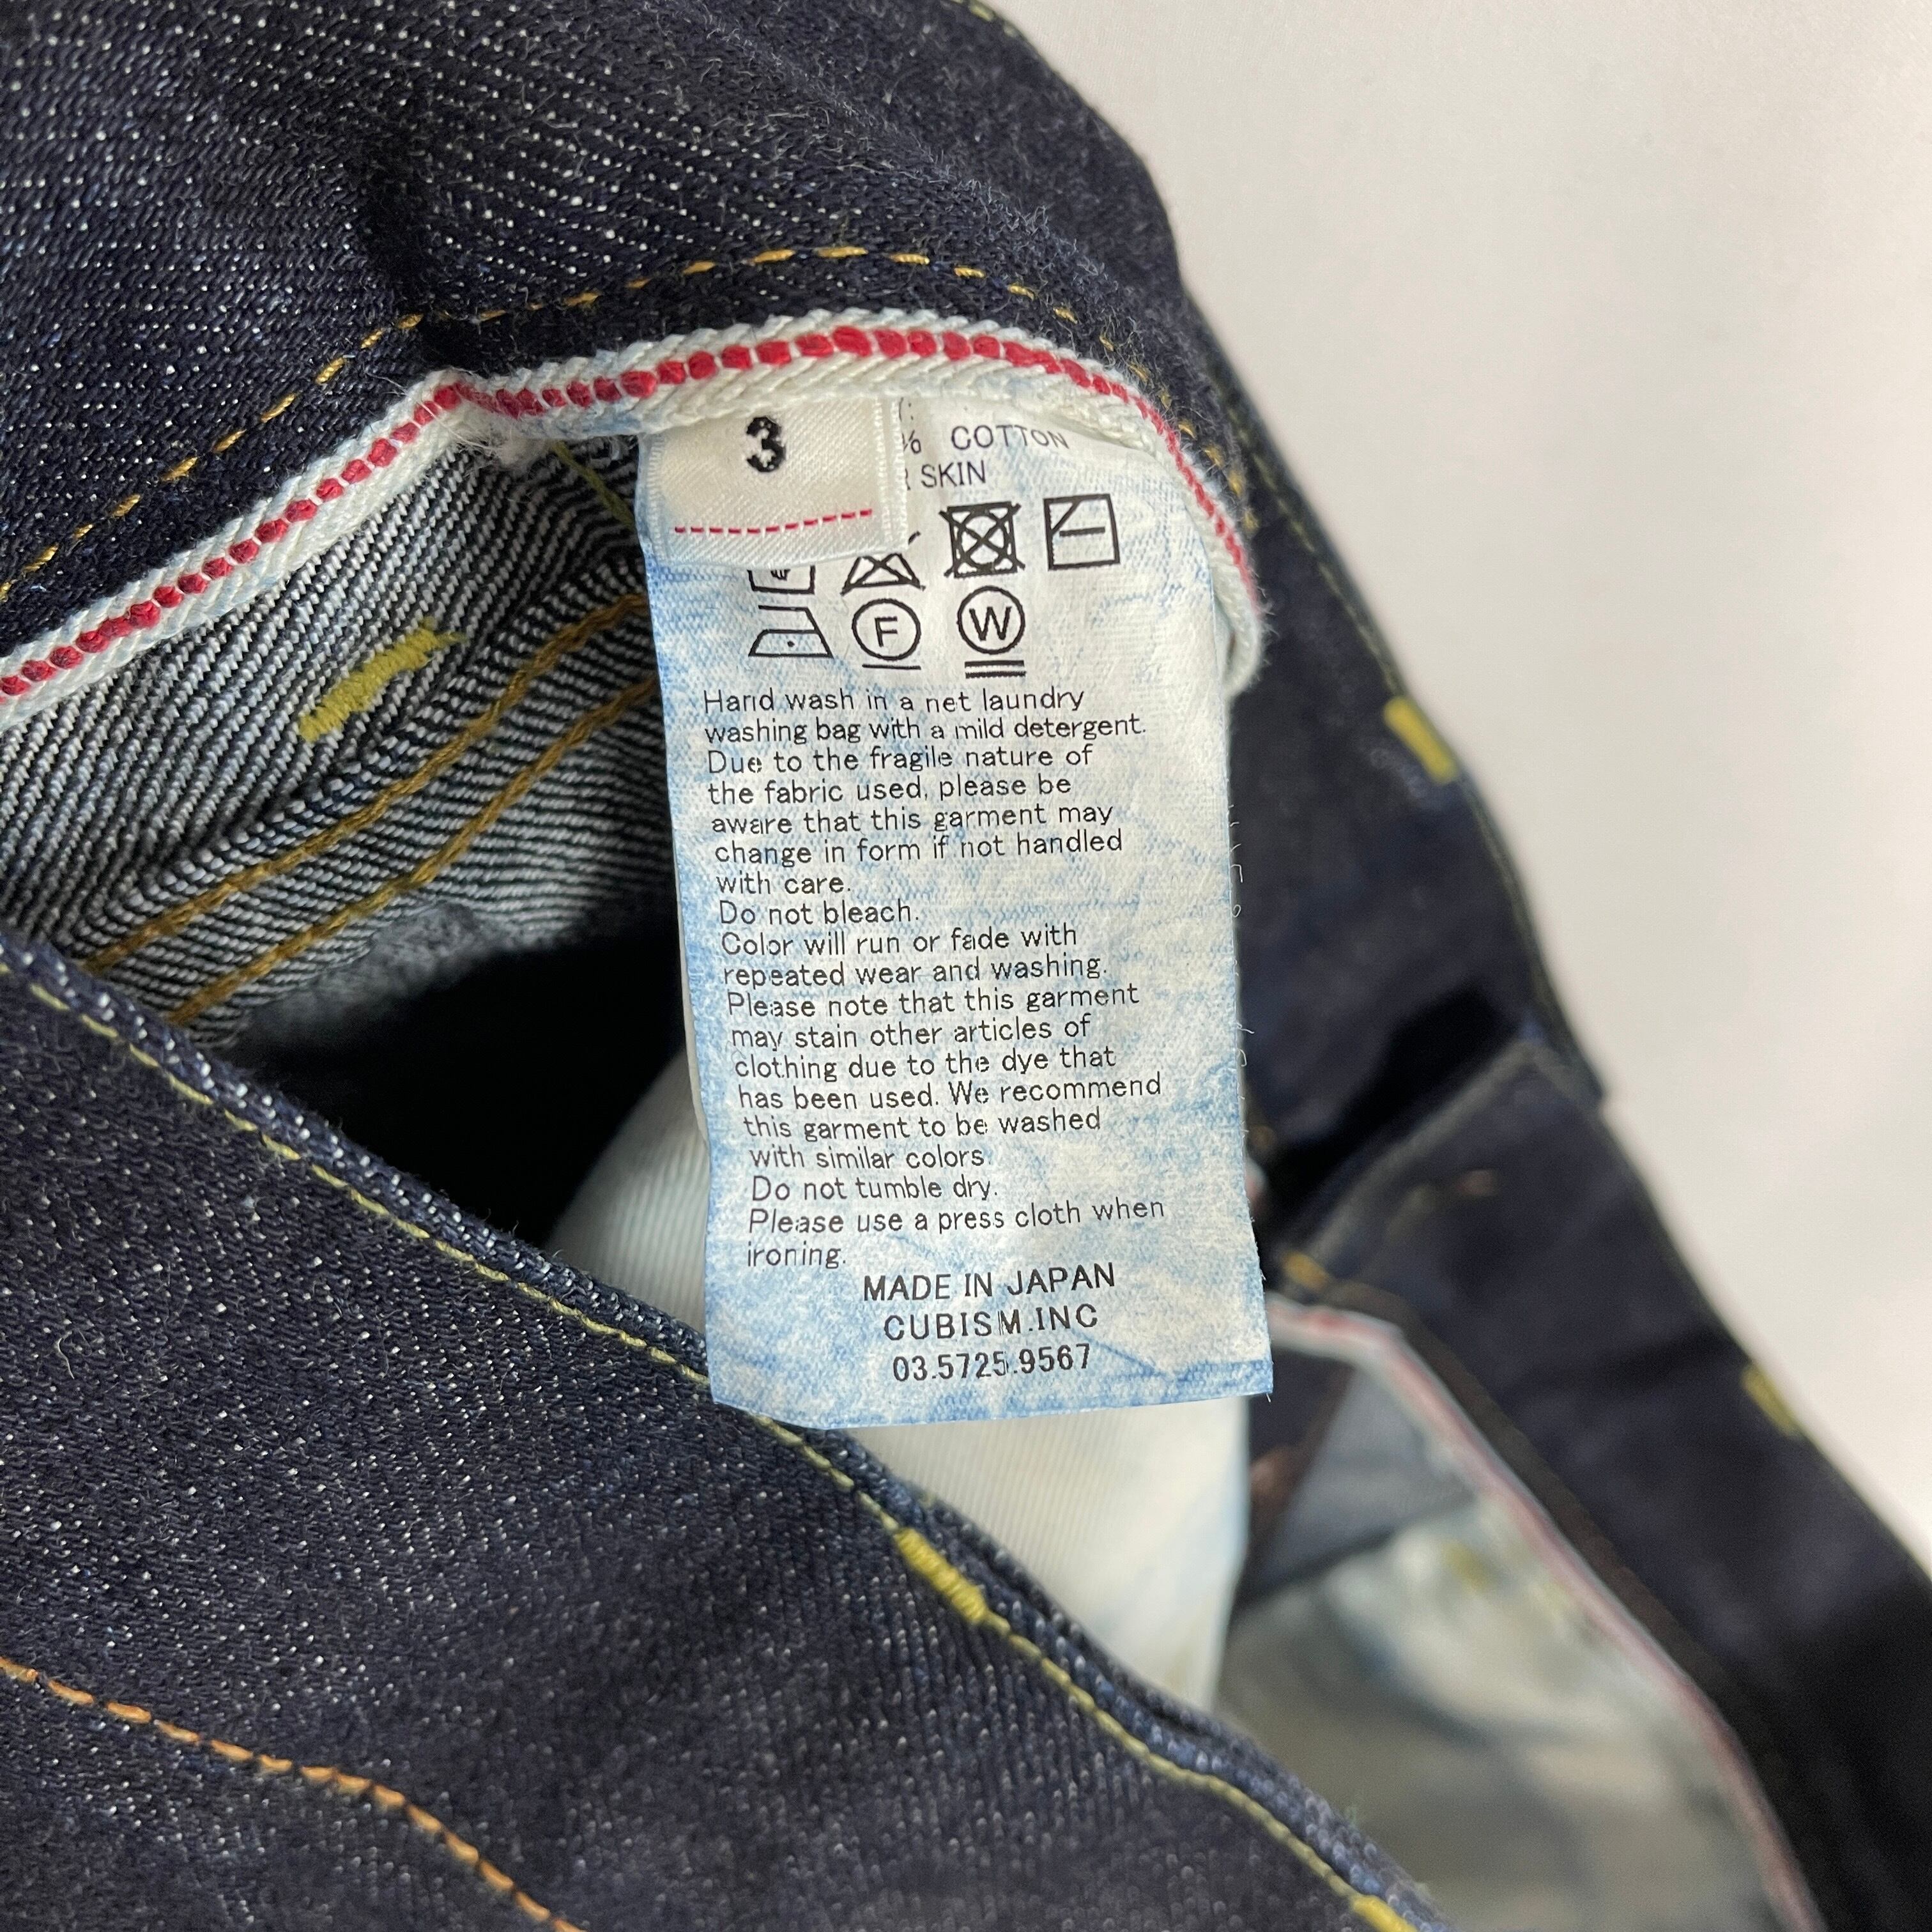 3
% COTTON
SKIN
F W
Hand wash in a net laundry
washing bag with a mild detergent.
Due to the fragile nature of
the fabric used, please be
aware that this garment may
change in form if not handled
with care.
Do not bleach.
Color will run or fade with
repeated wear and washing.
Please note that this garment
may stain other articles of
clothing due to the dye that
has been used. We recommend
this garment to be washed
with similar colors.
Do not tumble dry.
Please use a press cloth when
ironing.
MADE IN JAPAN
CUBISM.INC
03.5725.9567